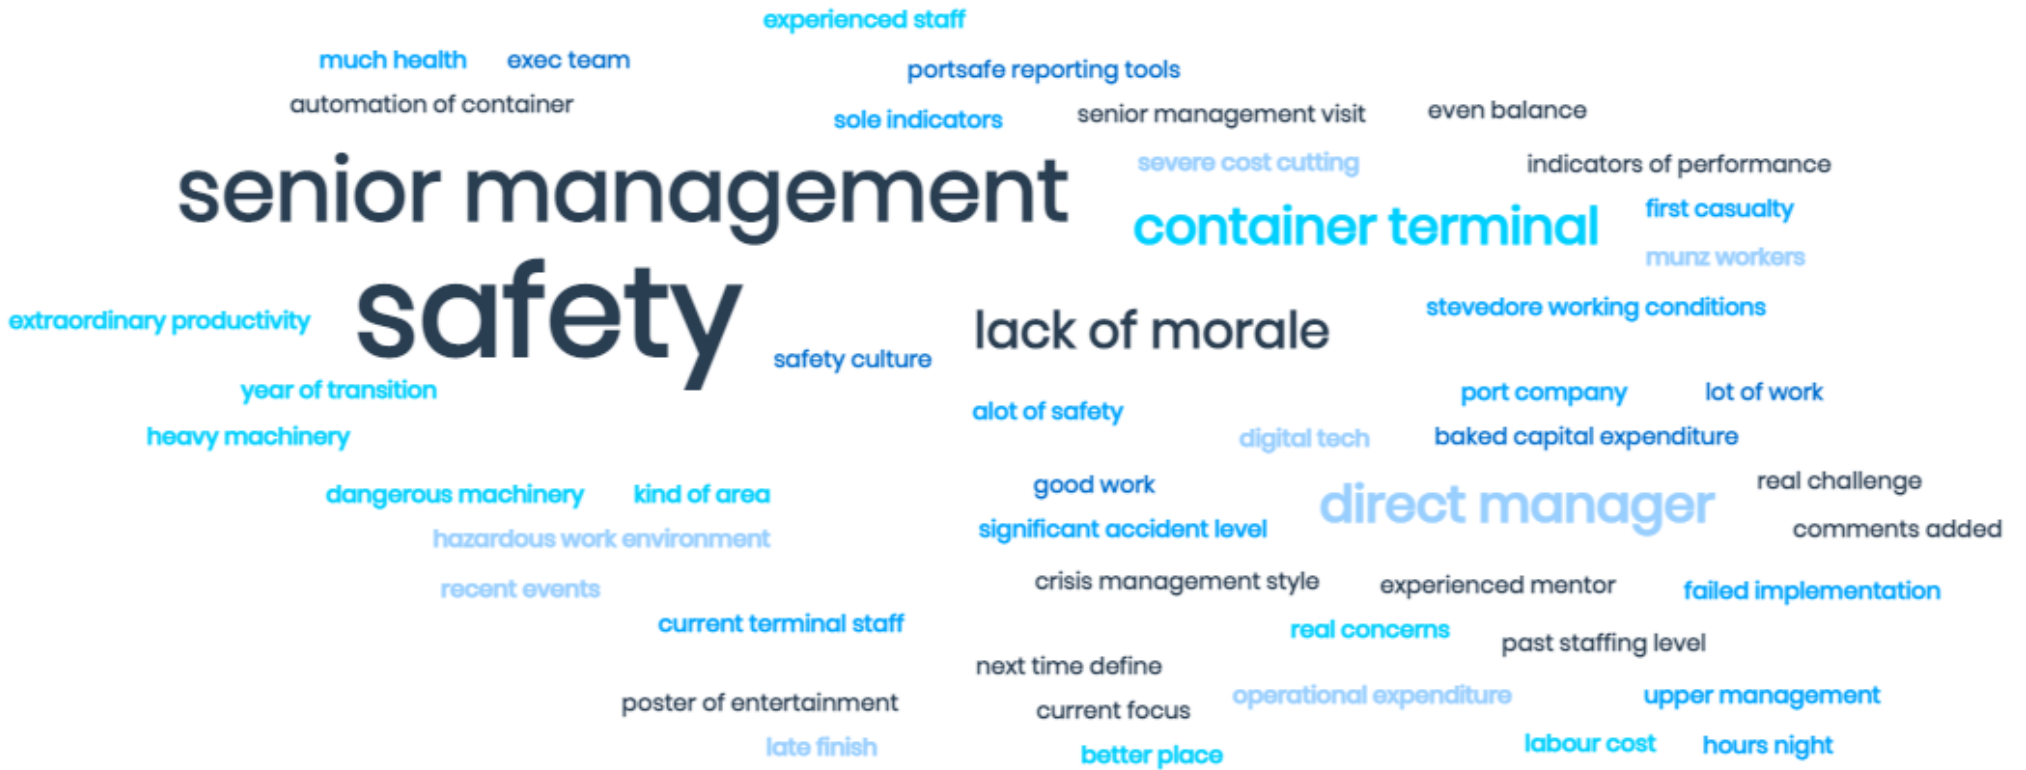 experienced staff
much health
exec team
portsafe reporting tools
automation of container
sole indicators
senior management visit
even balance
senior management
severe cost cutting
indicators of performance
container terminal
first casualty
munz workers
safety
extraordinary productivity
lack of morale
stevedore working conditions
safety culture
year of transition
alot of safety
port company
lot of work
heavy machinery
digital tech
baked capital expenditure
dangerous machinery
kind of area
good work
direct manager
real challenge
hazardous work environment
significant accident level
comments added
recent events
crisis management style
experienced mentor
failed implementation
current terminal staff
real concerns
past staffing level
next time define
poster of entertainment
current focus
operational expenditure
upper management
late finish
better place
labour cost
hours night